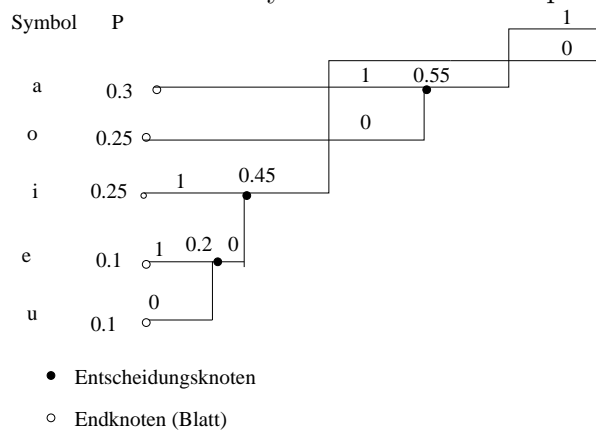 Symbol P
1
0
a 0.3 1 0.55
o 0.25 0
i 0.25 1 0.45
e 0.1 1 0.2 0
u 0.1 0
Entscheidungsknoten
Endknoten (Blatt)